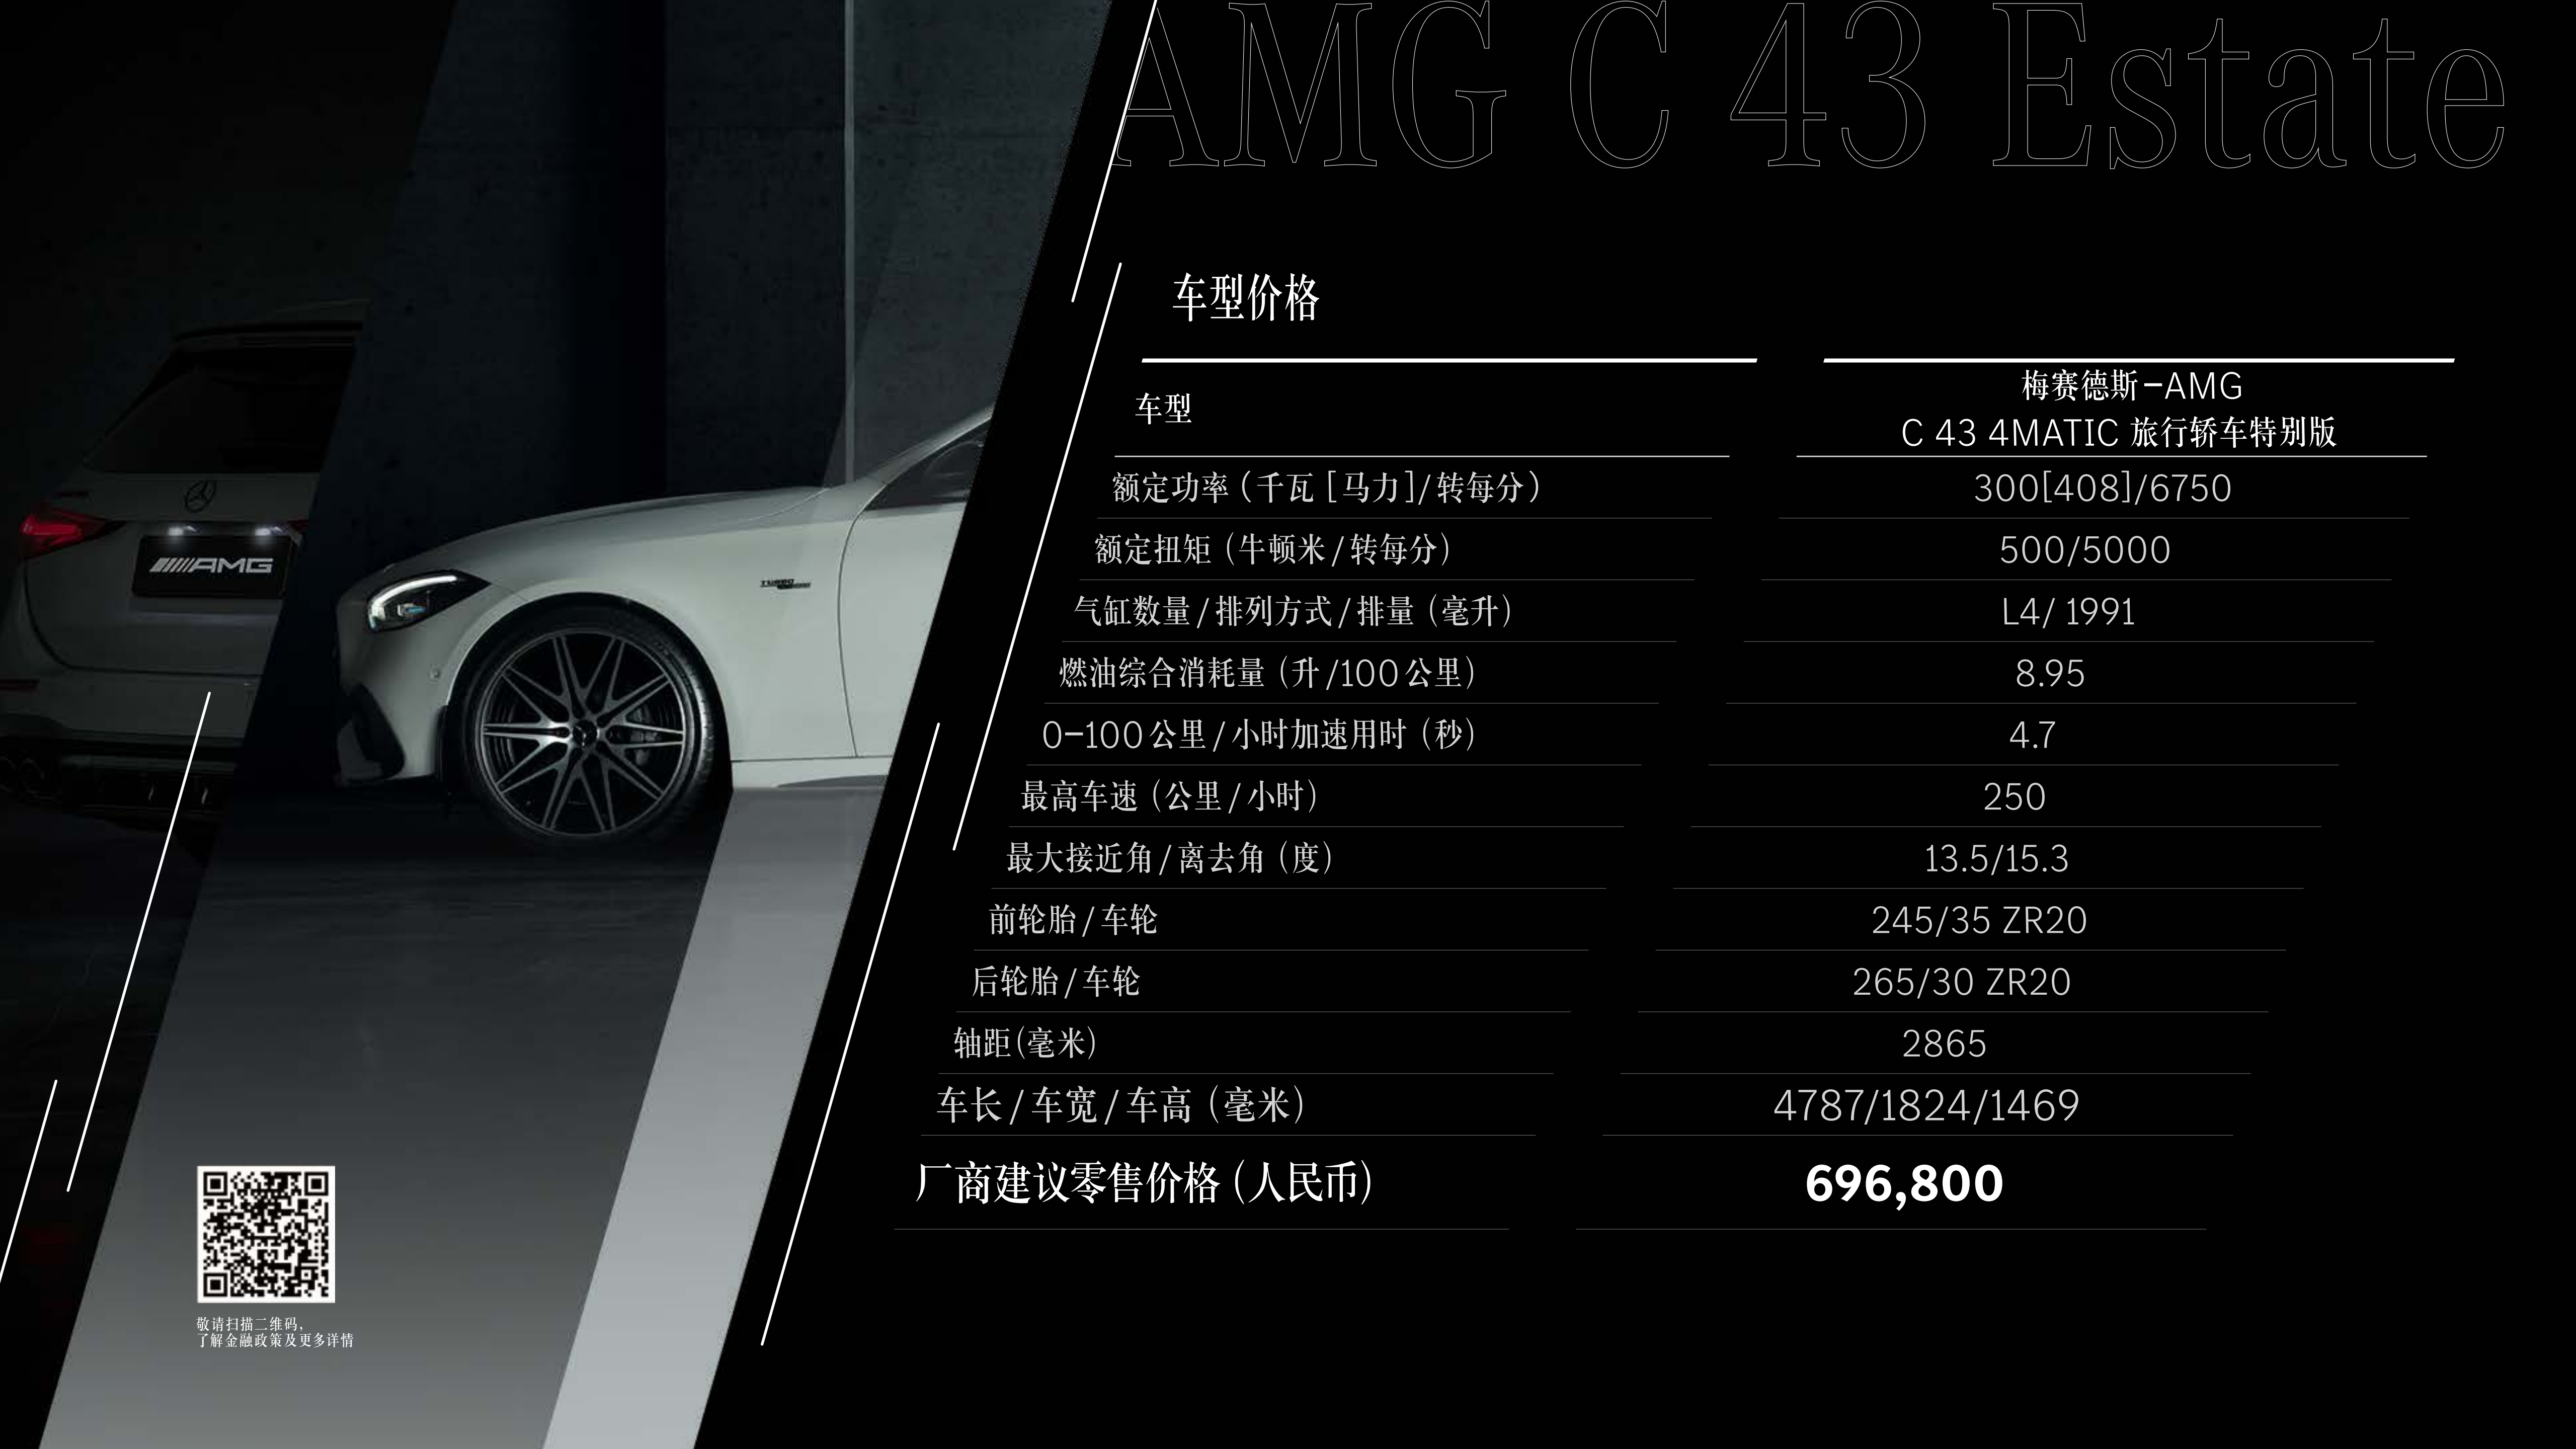 AMG C 43 Estate
车型价格
车型
梅赛德斯-AMG
C 43 4MATIC 旅行轿车特别版
额定功率（千瓦 [马力]/转每分） 300[408]/6750
额定扭矩（牛顿米/转每分） 500/5000
气缸数量/排列方式/排量（毫升） L4/ 1991
燃油综合消耗量（升/100公里） 8.95
0-100公里/小时加速用时（秒） 4.7
最高车速（公里/小时） 250
最大接近角/离去角（度） 13.5/15.3
前轮胎/车轮 245/35 ZR20
后轮胎/车轮 265/30 ZR20
轴距(毫米) 2865
车长/车宽/车高（毫米） 4787/1824/1469
厂商建议零售价格（人民币） 696,800
AMG
TURBO
敬请扫描二维码，
了解金融政策及更多详情